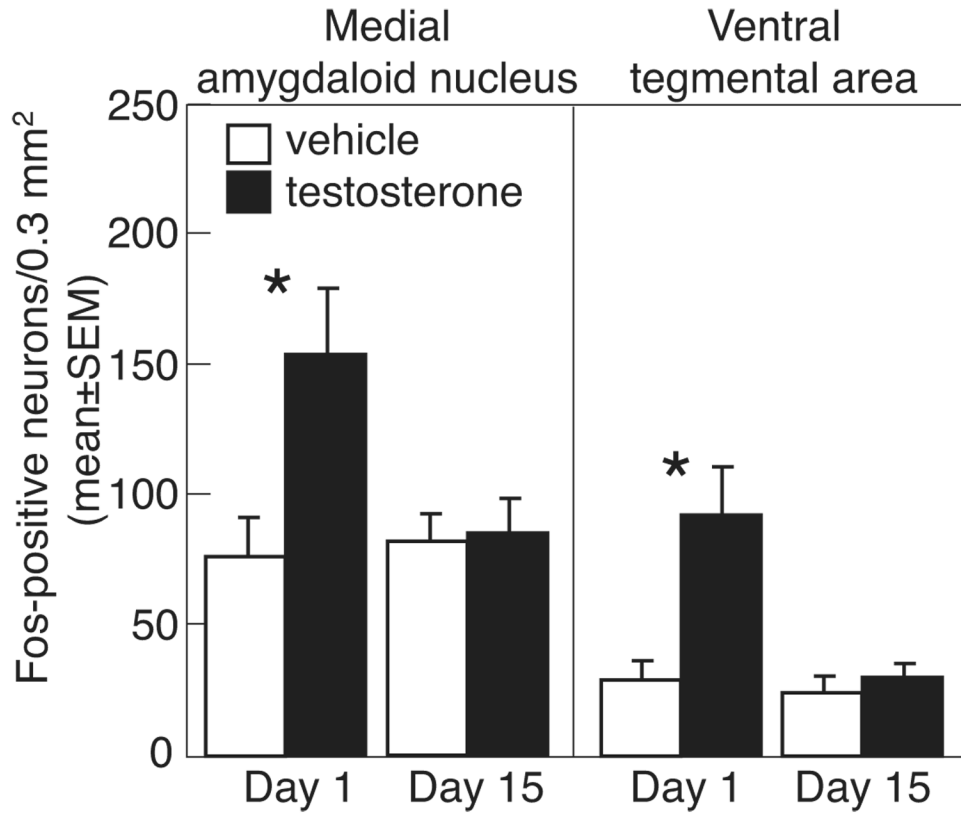 Medial
amygdaloid nucleus
Ventral
tegmental area
Fos-positive neurons/0.3 mm²
(mean±SEM)
250
200
150
100
50
0
vehicle
testosterone
*
*
Day 1
Day 15
Day 1
Day 15